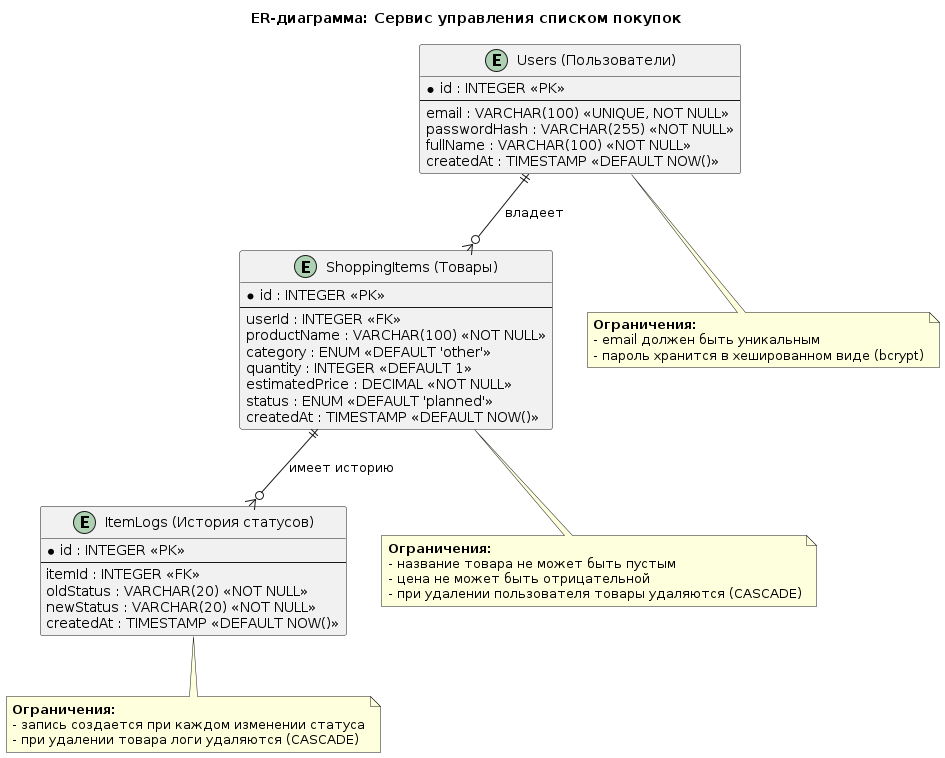 ER-диаграмма: Сервис управления списком покупок
E Users (Пользователи)
id : INTEGER «PK»
email : VARCHAR(100) «UNIQUE, NOT NULL»
passwordHash : VARCHAR(255) «NOT NULL»
fullName : VARCHAR(100) «NOT NULL»
createdAt : TIMESTAMP «DEFAULT NOW()»
владеет
E ShoppingItems (Товары)
id : INTEGER «PK»
userId : INTEGER «FK»
productName : VARCHAR(100) «NOT NULL»
category : ENUM «DEFAULT 'other'»
quantity : INTEGER «DEFAULT 1»
estimatedPrice : DECIMAL «NOT NULL»
status : ENUM «DEFAULT 'planned'»
createdAt : TIMESTAMP «DEFAULT NOW()»
Ограничения:
- email должен быть уникальным
- пароль хранится в хешированном виде (bcrypt)
имеет историю
E ItemLogs (История статусов)
id : INTEGER «PK»
itemId : INTEGER «FK»
oldStatus : VARCHAR(20) «NOT NULL»
newStatus : VARCHAR(20) «NOT NULL»
createdAt : TIMESTAMP «DEFAULT NOW()»
Ограничения:
- название товара не может быть пустым
- цена не может быть отрицательной
- при удалении пользователя товары удаляются (CASCADE)
Ограничения:
- запись создается при каждом изменении статуса
- при удалении товара логи удаляются (CASCADE)